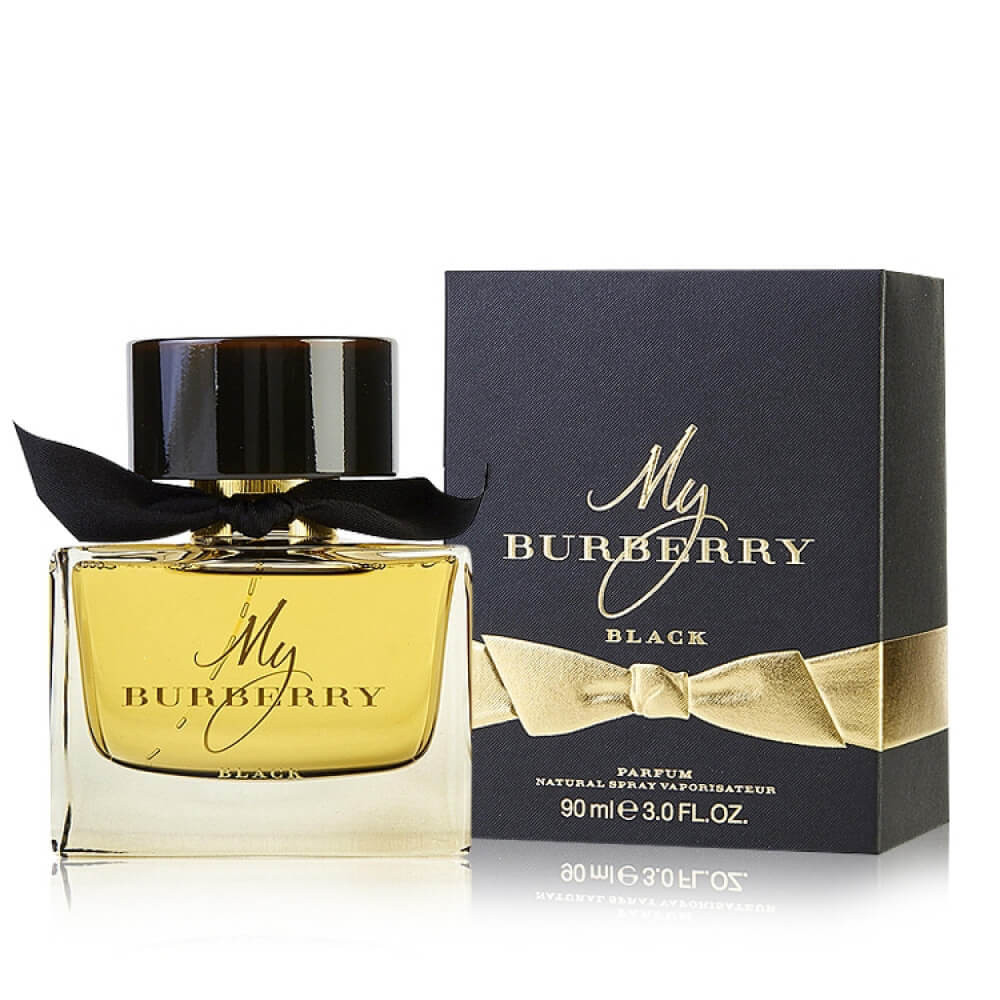 My
BURBERRY
BLACK
My
BURBERRY
BLACK
PARFUM
NATURAL SPRAY VAPORISATEUR
90 ml ℮ 3.0 FL.OZ.